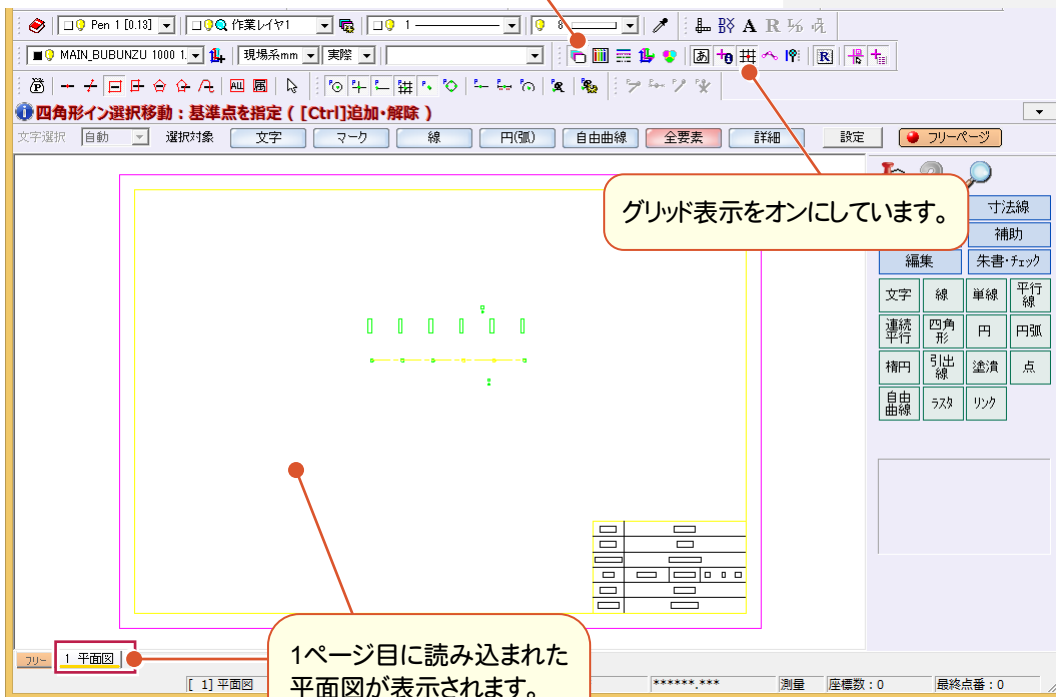 Pen 1 [0.13] 作業レイヤ1 1 8 A R
MAIN_BUBUNZU 1000 1. 現場系mm 実際 あ R
四角形イン選択移動：基準点を指定 ( [Ctrl]追加・解除 )
文字選択 自動 選択対象 文字 マーク 線 円(弧) 自由曲線 全要素 詳細 設定 フリーページ
グリッド表示をオンにしています。
寸法線
補助
編集 朱書・チェック
文字 線 単線 平行線
連続平行 四角形 円 円弧
楕円 引出線 塗潰 点
自由曲線 ラスタ リンク
1ページ目に読み込まれた
平面図が表示されます。
フリー 1 平面図
[ 1] 平面図 ******.*** 測量 座標数：0 最終点番：0